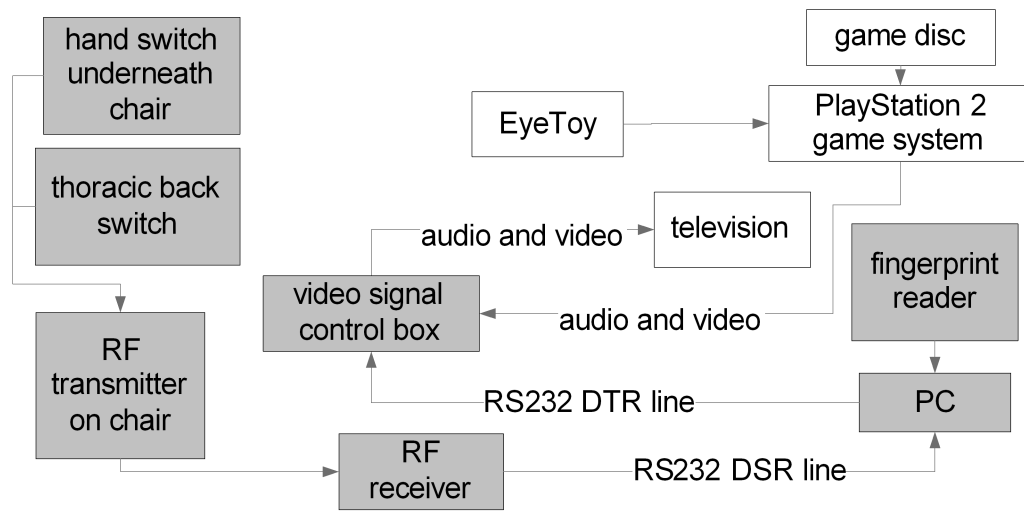 hand switch
underneath
chair
thoracic back
switch
RF
transmitter
on chair
game disc
PlayStation 2
game system
EyeToy
television
audio and video
video signal
control box
audio and video
fingerprint
reader
PC
RS232 DTR line
RF
receiver
RS232 DSR line